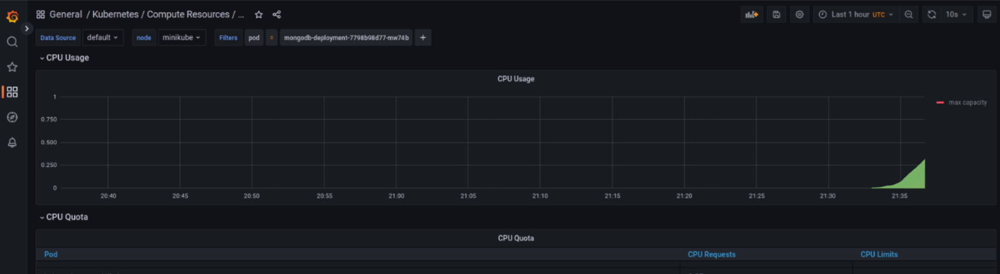 General / Kubernetes / Compute Resources / ...
Last 1 hour UTC
10s
Data Source default node minikube Filters pod = mongodb-deployment-7798b98d77-mw74b +
CPU Usage
CPU Usage
1
0.750
0.500
0.250
0
20:40 20:45 20:50 20:55 21:00 21:05 21:10 21:15 21:20 21:25 21:30 21:35
max capacity
CPU Quota
CPU Quota
Pod CPU Requests CPU Limits